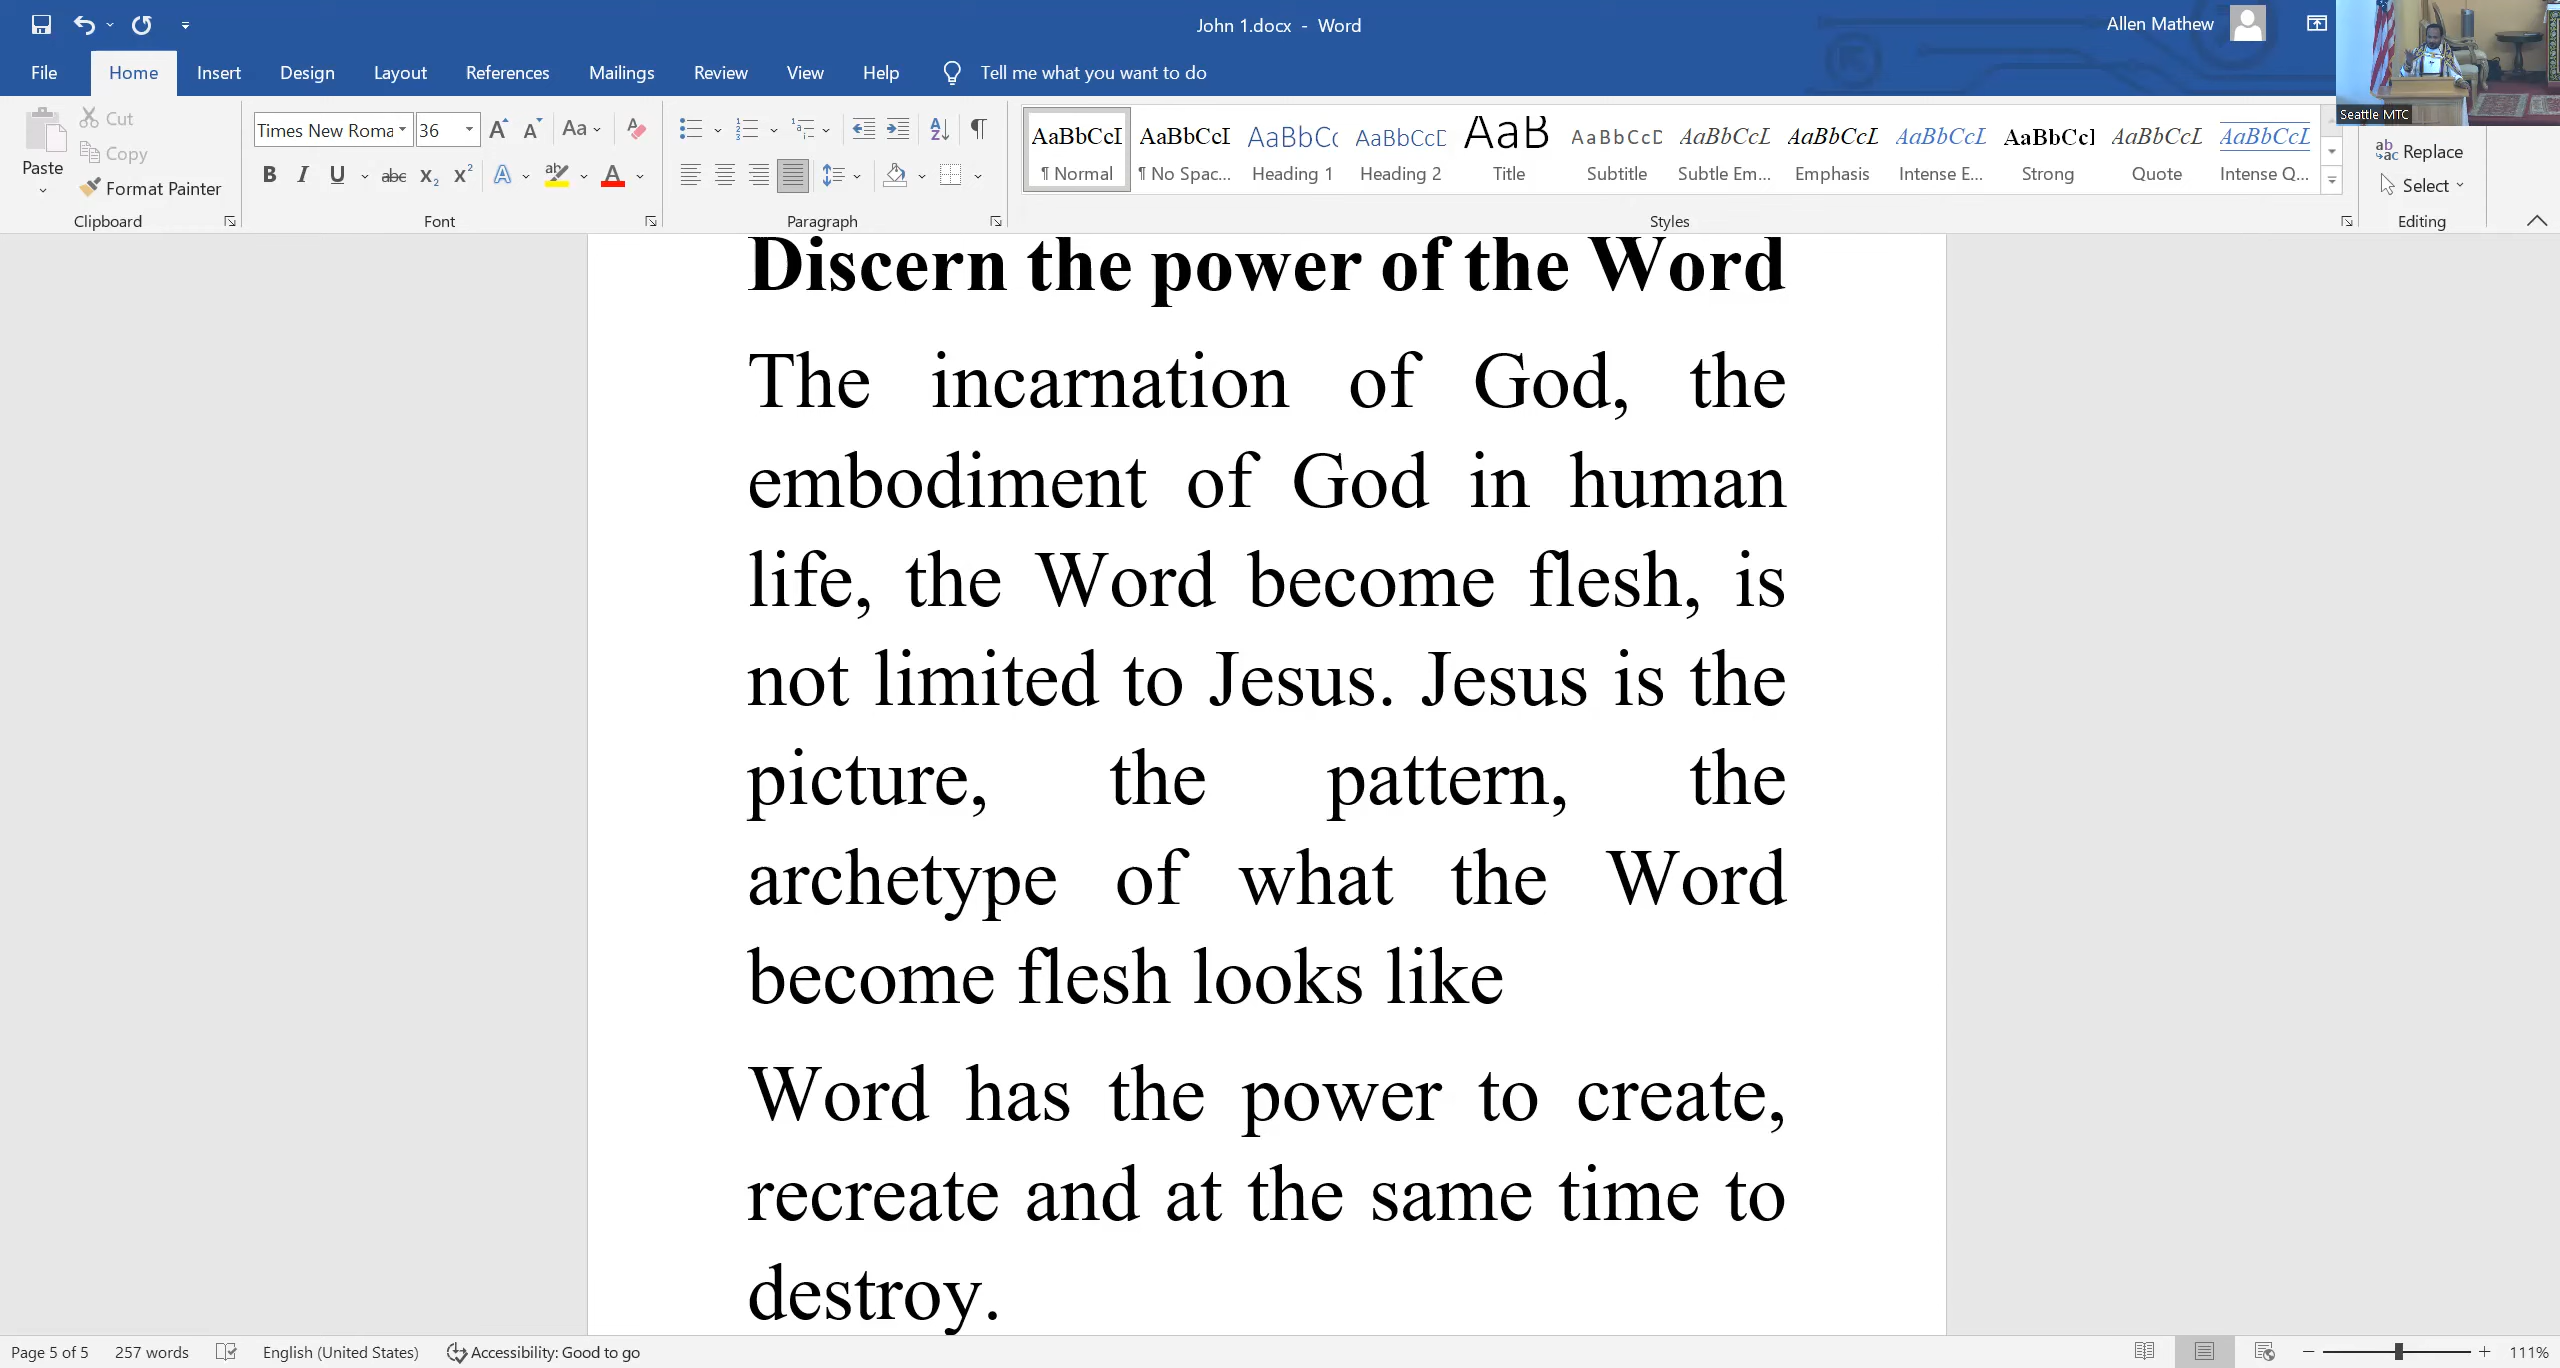 John 1.docx - Word
Allen Mathew
File Home Insert Design Layout References Mailings Review View Help Tell me what you want to do
Seattle MTC
Paste
Cut
Copy
Format Painter
Clipboard
Times New Roma 36
Font
Paragraph
AaBbCcI AaBbCcI AaBbC AaBbCcD AaB AaBbCcD AaBbCcL AaBbCcL AaBbCcL AaBbCcI AaBbCcL AaBbCcL
¶ Normal ¶ No Spac... Heading 1 Heading 2 Title Subtitle Subtle Em... Emphasis Intense E... Strong Quote Intense Q...
Styles
Replace
Select
Editing
Discern the power of the Word
The incarnation of God, the
embodiment of God in human
life, the Word become flesh, is
not limited to Jesus. Jesus is the
picture, the pattern, the
archetype of what the Word
become flesh looks like
Word has the power to create,
recreate and at the same time to
destroy.
Page 5 of 5 257 words English (United States) Accessibility: Good to go 111%